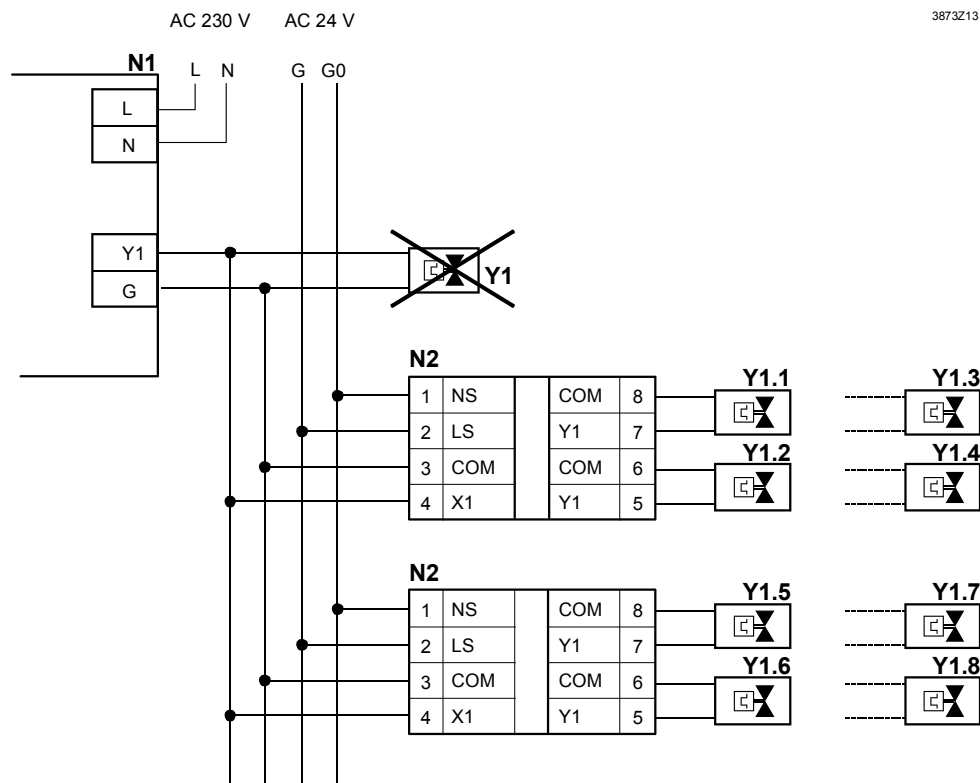 AC 230 V AC 24 V 3873Z13
N1 L N G G0
L
N
Y1
G
Y1
N2
1 NS COM 8
2 LS Y1 7
3 COM COM 6
4 X1 Y1 5
Y1.1 Y1.3
Y1.2 Y1.4
N2
1 NS COM 8
2 LS Y1 7
3 COM COM 6
4 X1 Y1 5
Y1.5 Y1.7
Y1.6 Y1.8